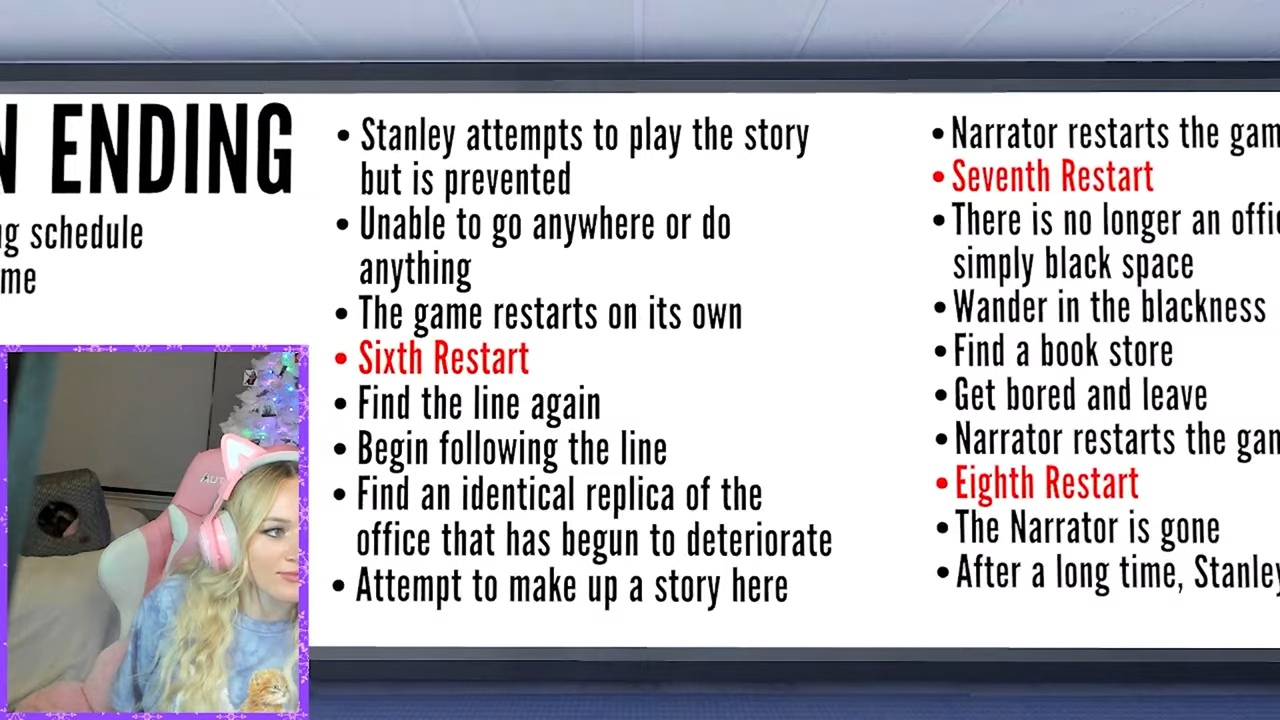 N ENDING
ng schedule
me
• Stanley attempts to play the story
but is prevented
• Unable to go anywhere or do
anything
• The game restarts on its own
• Sixth Restart
• Find the line again
• Begin following the line
• Find an identical replica of the
office that has begun to deteriorate
• Attempt to make up a story here
• Narrator restarts the gam
• Seventh Restart
• There is no longer an offi
simply black space
• Wander in the blackness
• Find a book store
• Get bored and leave
• Narrator restarts the gam
• Eighth Restart
• The Narrator is gone
• After a long time, Stanley